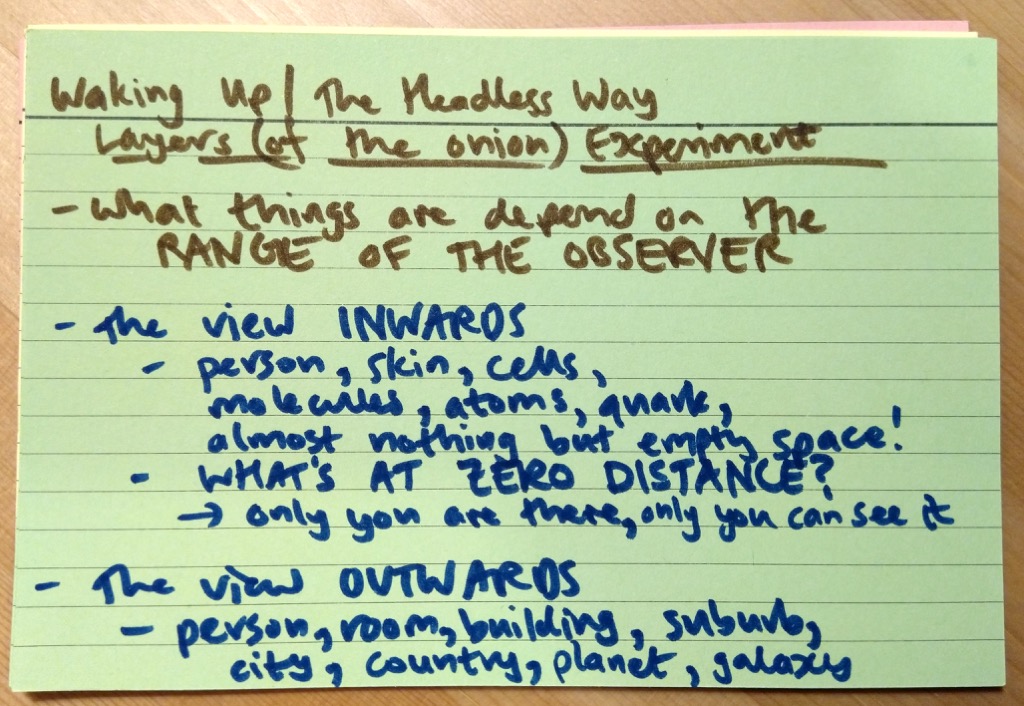 Waking Up | The Headless Way
Layers (of the onion) Experiment
- What things are depend on the
RANGE OF THE OBSERVER
- The view INWARDS
- person, skin, cells,
molecules, atoms, quark,
almost nothing but empty space!
- WHAT'S AT ZERO DISTANCE?
→ only you are there, only you can see it
- The view OUTWARDS
- person, room, building, suburb,
city, country, planet, galaxy